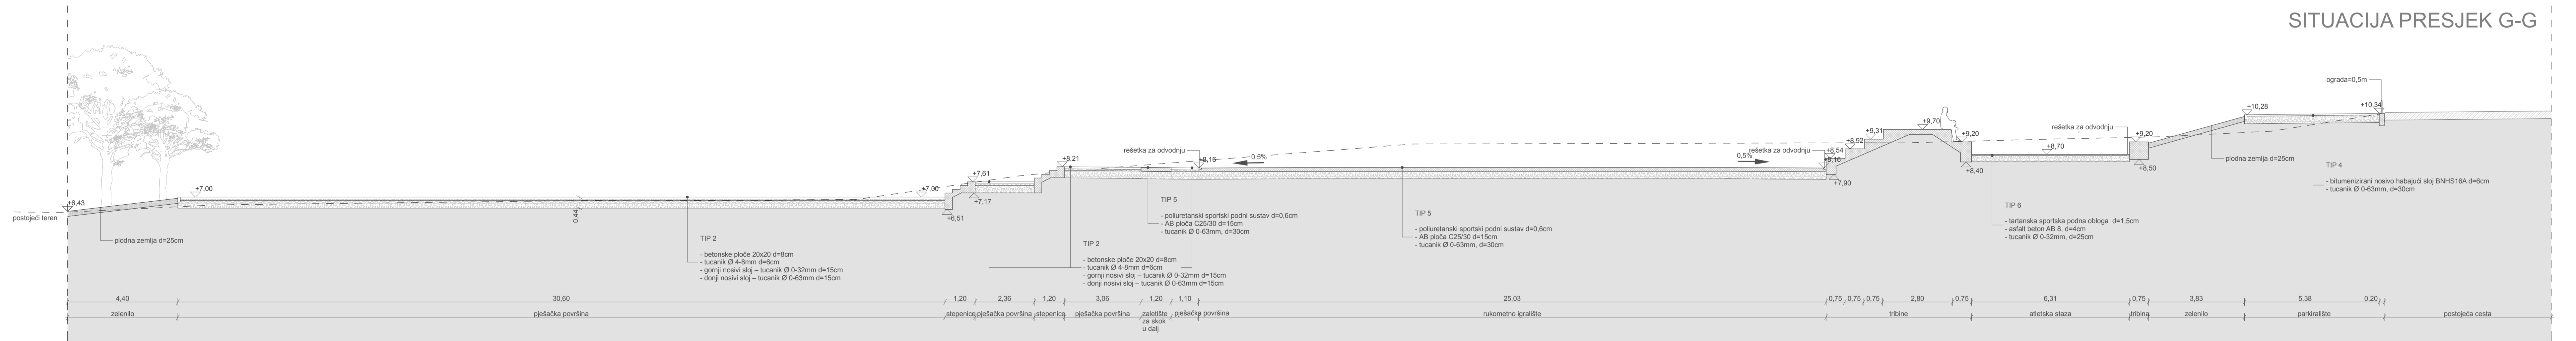 SITUACIJA PRESJEK G-G
ograda=0,5m
+10,28
+10,34
rešetka za odvodnju
+9,70
+9,31
+9,20
+9,20
+8,92
rešetka za odvodnju
+8,54
+8,70
rešetka za odvodnju
+8,21
+8,16
0,5%
0,5%
+8,16
plodna zemlja d=25cm
+8,40
+8,50
+7,90
+7,61
+7,17
+7,00
+7,00
+6,43
+6,51
0,44
postojeći teren
plodna zemlja d=25cm
TIP 2
- betonske ploče 20x20 d=8cm
- tucanik Ø 4-8mm d=6cm
- gornji nosivi sloj – tucanik Ø 0-32mm d=15cm
- donji nosivi sloj – tucanik Ø 0-63mm d=15cm
TIP 2
- betonske ploče 20x20 d=8cm
- tucanik Ø 4-8mm d=6cm
- gornji nosivi sloj – tucanik Ø 0-32mm d=15cm
- donji nosivi sloj – tucanik Ø 0-63mm d=15cm
TIP 5
- poliuretanski sportski podni sustav d=0,6cm
- AB ploča C25/30 d=15cm
- tucanik Ø 0-63mm, d=30cm
TIP 5
- poliuretanski sportski podni sustav d=0,6cm
- AB ploča C25/30 d=15cm
- tucanik Ø 0-63mm, d=30cm
TIP 6
- tartanska sportska podna obloga d=1,5cm
- asfalt beton AB 8, d=4cm
- tucanik Ø 0-32mm, d=25cm
TIP 4
- bitumenizirani nosivo habajući sloj BNHS16A d=6cm
- tucanik Ø 0-63mm, d=30cm
4,40 30,60 1,20 2,36 1,20 3,06 1,20 1,10 25,03 0,75 0,75 0,75 2,80 0,75 6,31 0,75 3,83 5,38 0,20
zelenilo pješačka površina stepenice pješačka površina stepenice pješačka površina zaletište pješačka površina rukometno igralište tribine atletska staza tribina zelenilo parkiralište postojeća cesta
za skok
u dalj